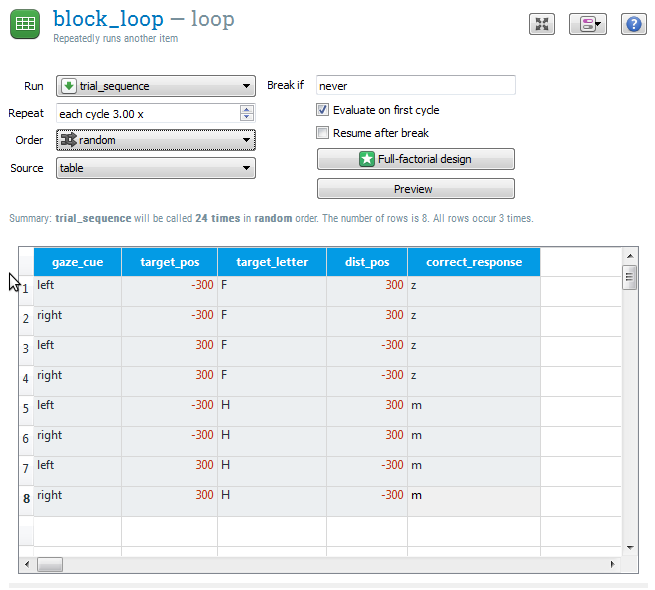 block_loop — loop
Repeatedly runs another item
Run trial_sequence Break if never
Repeat each cycle 3.00 x Evaluate on first cycle
Order random Resume after break
Source table Full-factorial design
Preview
Summary: trial_sequence will be called 24 times in random order. The number of rows is 8. All rows occur 3 times.
gaze_cue target_pos target_letter dist_pos correct_response
1 left -300 F 300 z
2 right -300 F 300 z
3 left 300 F -300 z
4 right 300 F -300 z
5 left -300 H 300 m
6 right -300 H 300 m
7 left 300 H -300 m
8 right 300 H -300 m